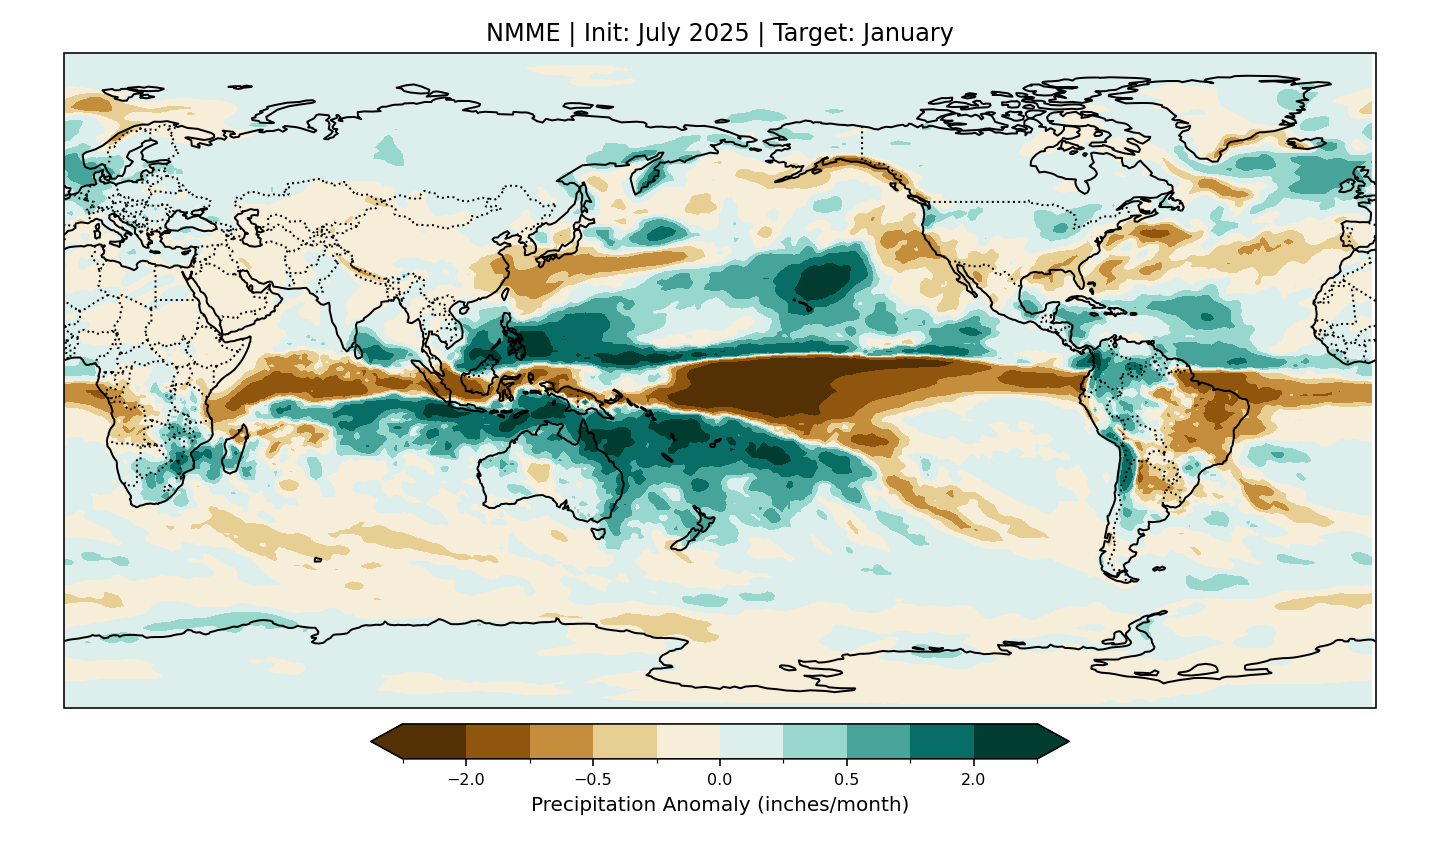 NMME | Init: July 2025 | Target: January
−2.0 −0.5 0.0 0.5 2.0
Precipitation Anomaly (inches/month)